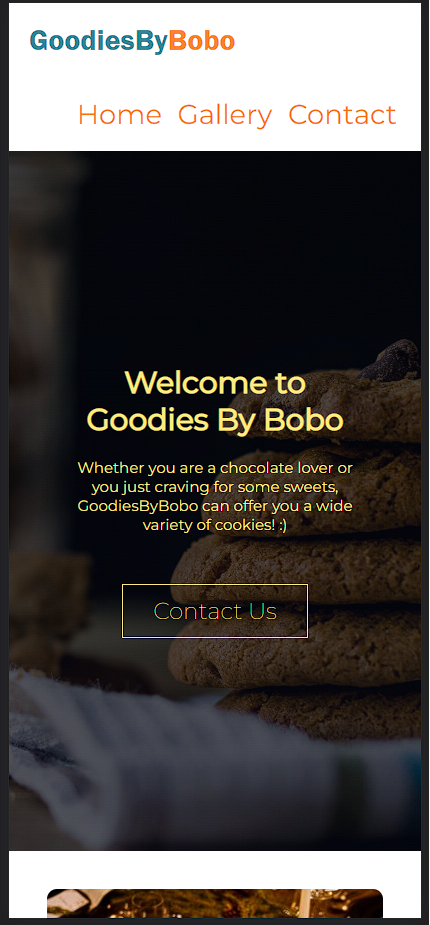 GoodiesByBobo
Home Gallery Contact
Welcome to
Goodies By Bobo
Whether you are a chocolate lover or
you just craving for some sweets,
GoodiesByBobo can offer you a wide
variety of cookies! :)
Contact Us